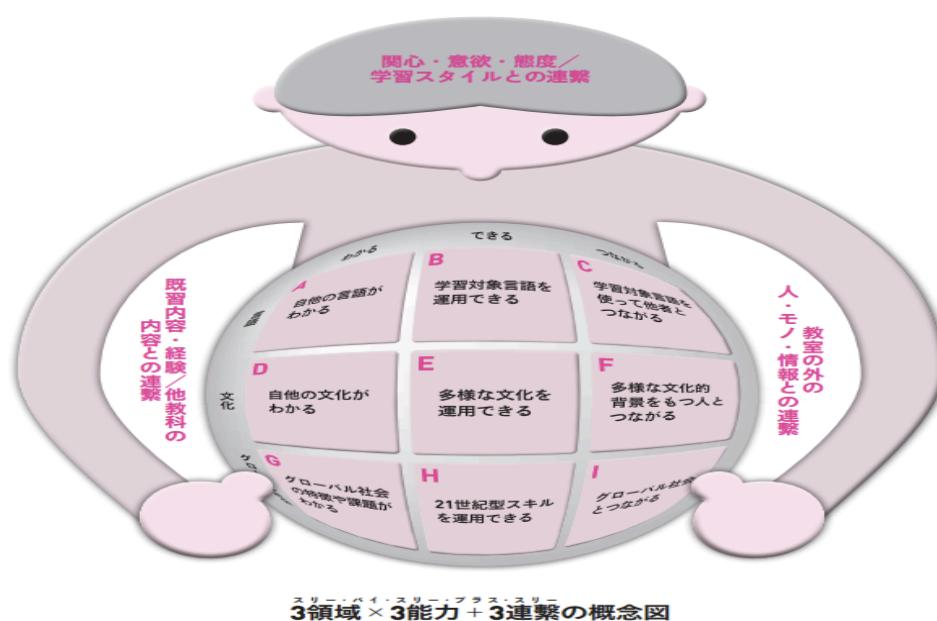 関心・意欲・態度／
学習スタイルとの連繋
わかる
できる
つながる
言語
A
自他の言語が
わかる
B
学習対象言語を
運用できる
C
学習対象言語を
使って他者と
つながる
既習内容・経験／他教科の
内容との連繋
教室の外の
人・モノ・情報との連繋
文化
D
自他の文化が
わかる
E
多様な文化を
運用できる
F
多様な文化的
背景をもつ人と
つながる
G
グローバル社会
の特徴や課題が
わかる
H
21世紀型スキル
を運用できる
I
グローバル社会
とつながる
スリー・バイ・スリー・プラス・スリー
3領域×3能力＋3連繋の概念図